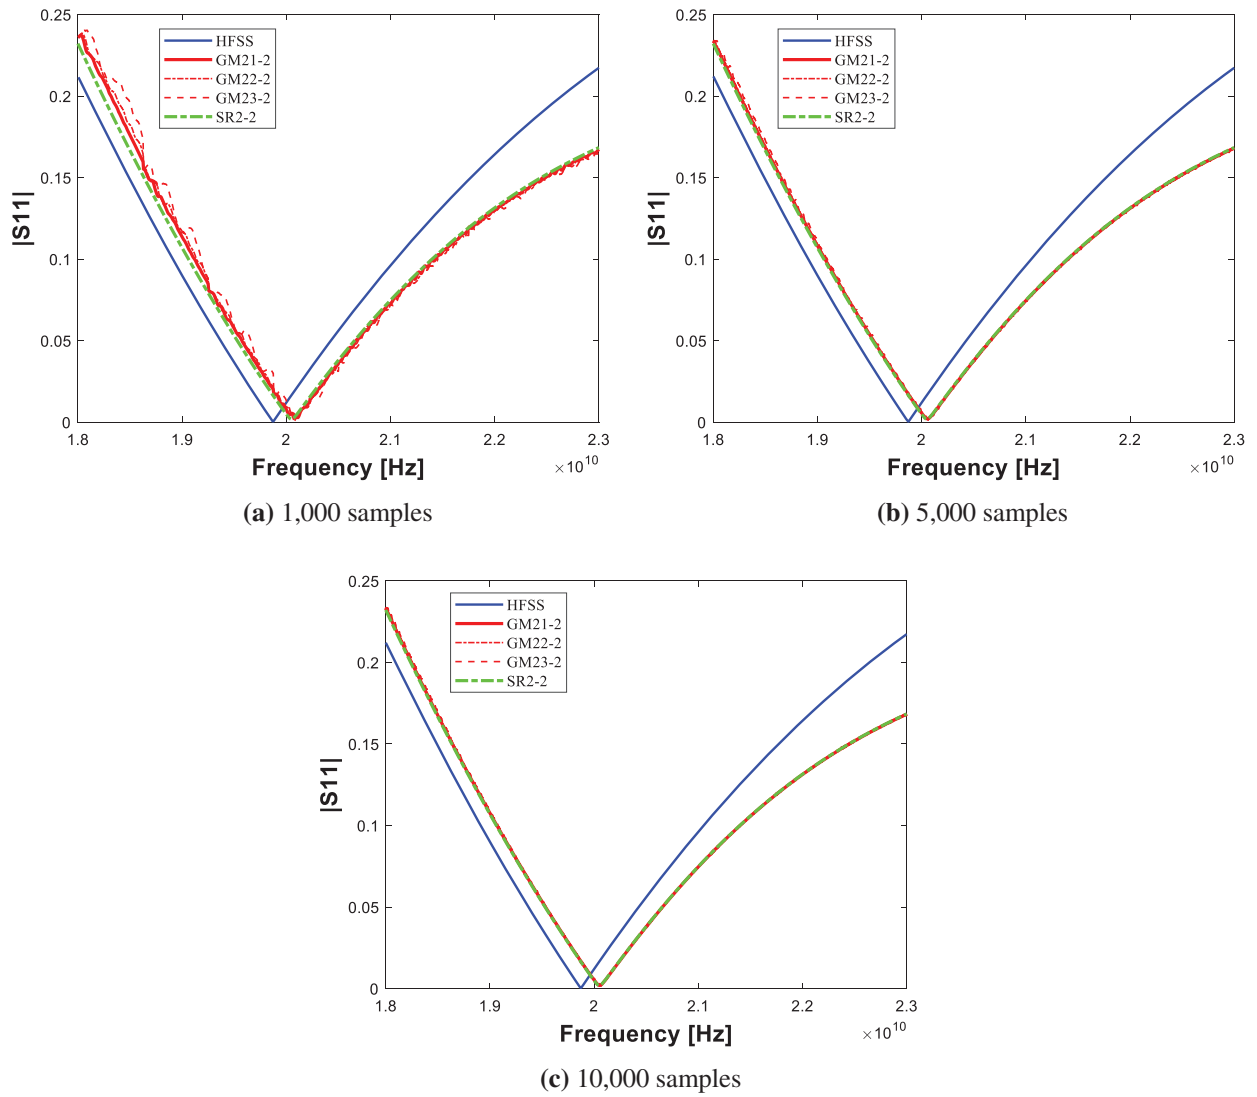 0.25
0.2
0.15
0.1
0.05
0
|S11|
HFSS
GM21-2
GM22-2
GM23-2
SR2-2
1.8
1.9
2
2.1
2.2
2.3
×10^10
Frequency [Hz]
(a) 1,000 samples
0.25
0.2
0.15
0.1
0.05
0
|S11|
HFSS
GM21-2
GM22-2
GM23-2
SR2-2
1.8
1.9
2
2.1
2.2
2.3
×10^10
Frequency [Hz]
(b) 5,000 samples
0.25
0.2
0.15
0.1
0.05
0
|S11|
HFSS
GM21-2
GM22-2
GM23-2
SR2-2
1.8
1.9
2
2.1
2.2
2.3
×10^10
Frequency [Hz]
(c) 10,000 samples